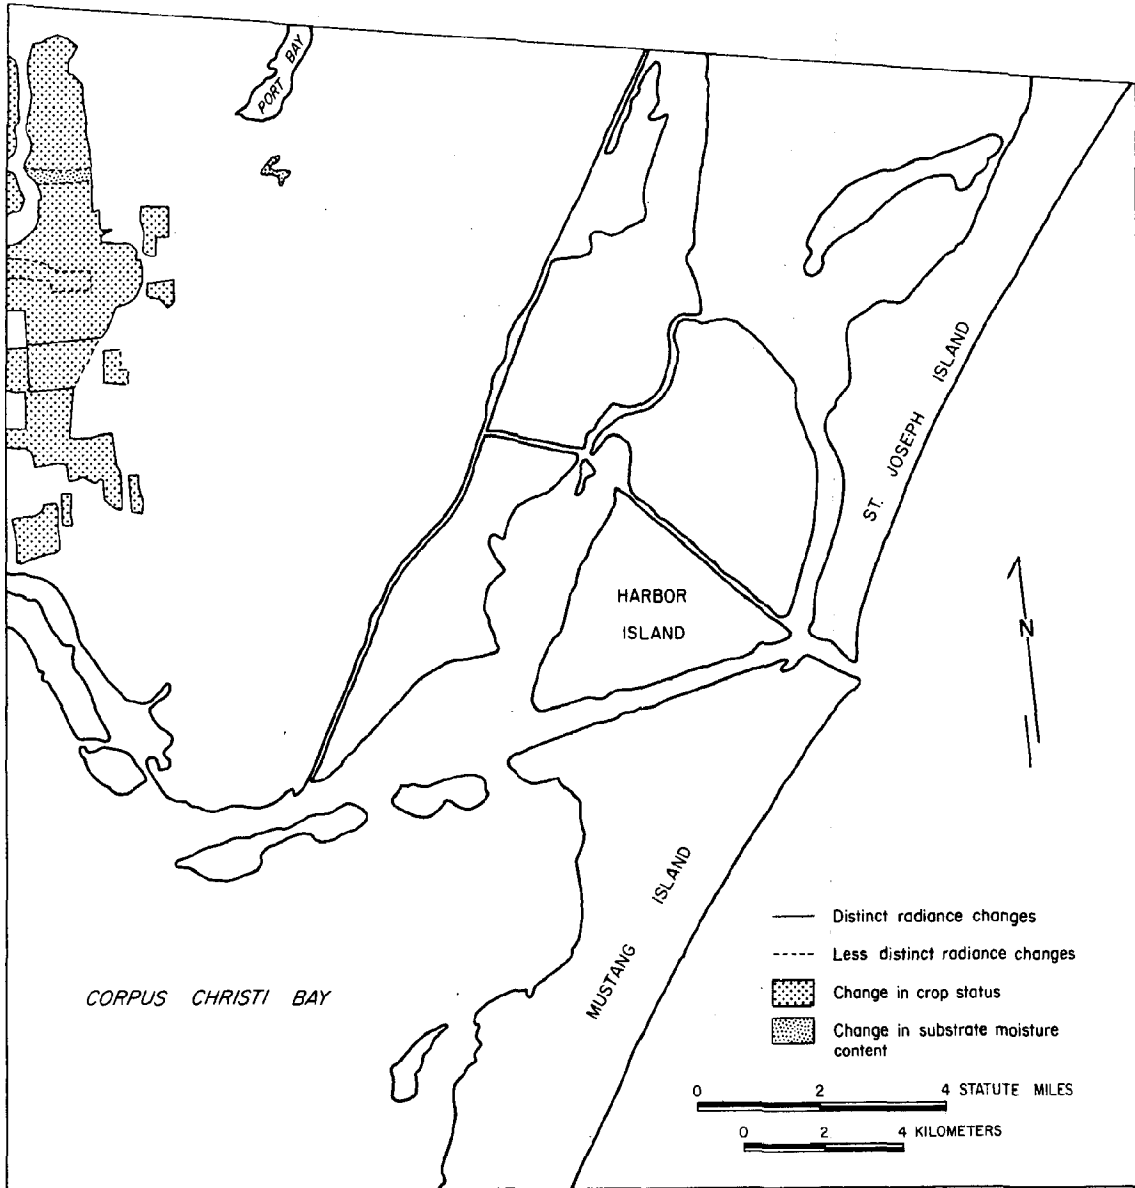 PORT BAY
ST. JOSEPH ISLAND
HARBOR
ISLAND
N
MUSTANG ISLAND
CORPUS CHRISTI BAY
Distinct radiance changes
Less distinct radiance changes
Change in crop status
Change in substrate moisture
content
0 2 4 STATUTE MILES
0 2 4 KILOMETERS